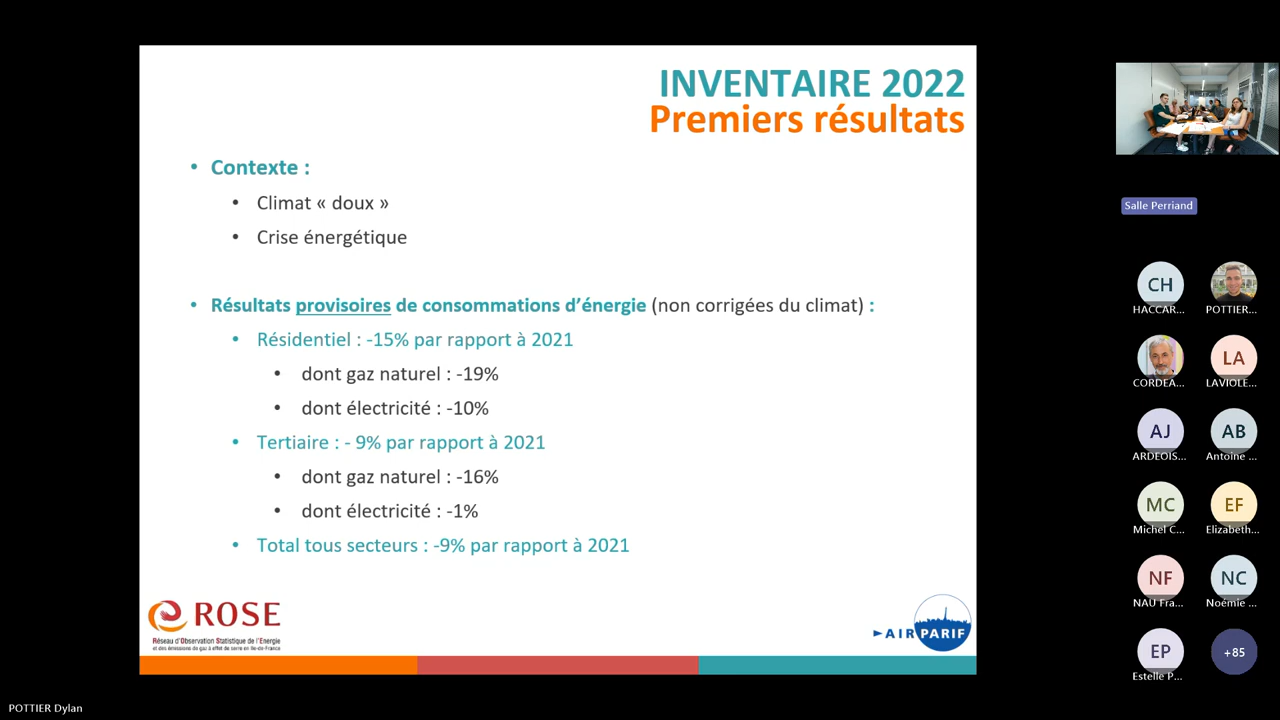 INVENTAIRE 2022
Premiers résultats
• Contexte :
• Climat « doux »
• Crise énergétique
• Résultats provisoires de consommations d’énergie (non corrigées du climat) :
• Résidentiel : -15% par rapport à 2021
• dont gaz naturel : -19%
• dont électricité : -10%
• Tertiaire : - 9% par rapport à 2021
• dont gaz naturel : -16%
• dont électricité : -1%
• Total tous secteurs : -9% par rapport à 2021
ROSE
Réseau d'Observation Statistique de l'Energie
et des émissions de gaz à effet de serre en Ile-de-France
AIRPARIF
Salle Perriand
CH
HACCAR...
POTTIER...
CORDEA...
LA
LAVIOLE...
AJ
ARDEOIS...
AB
Antoine ...
MC
Michel C...
EF
Elizabeth...
NF
NAU Fra...
NC
Noémie ...
EP
Estelle P...
+85
POTTIER Dylan